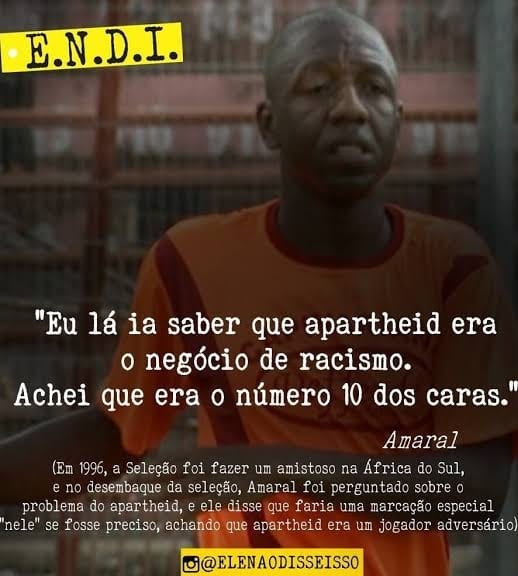 E.N.D.I.
"Eu lá ia saber que apartheid era
o negócio de racismo.
Achei que era o número 10 dos caras."
Amaral
(Em 1996, a Seleção foi fazer um amistoso na África do Sul,
e no desembaque da seleção, Amaral foi perguntado sobre o
problema do apartheid, e ele disse que faria uma marcação especial
"nele" se fosse preciso, achando que apartheid era um jogador adversário)
@ELENAODISSEISSO